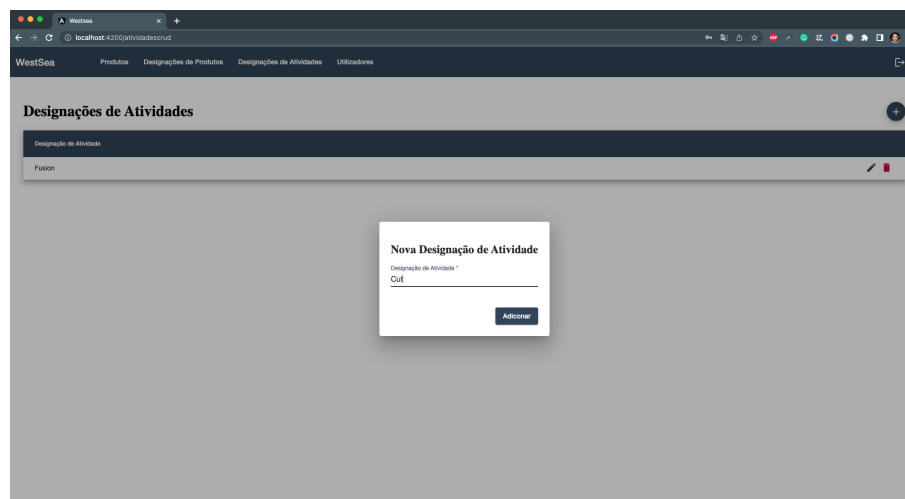 Westsea
localhost:4200/atividadescrud
WestSea Produtos Designações de Produtos Designações de Atividades Utilizadores
Designações de Atividades
Designação de Atividade
Fusion
Nova Designação de Atividade
Designação de Atividade *
Cut
Adiconar